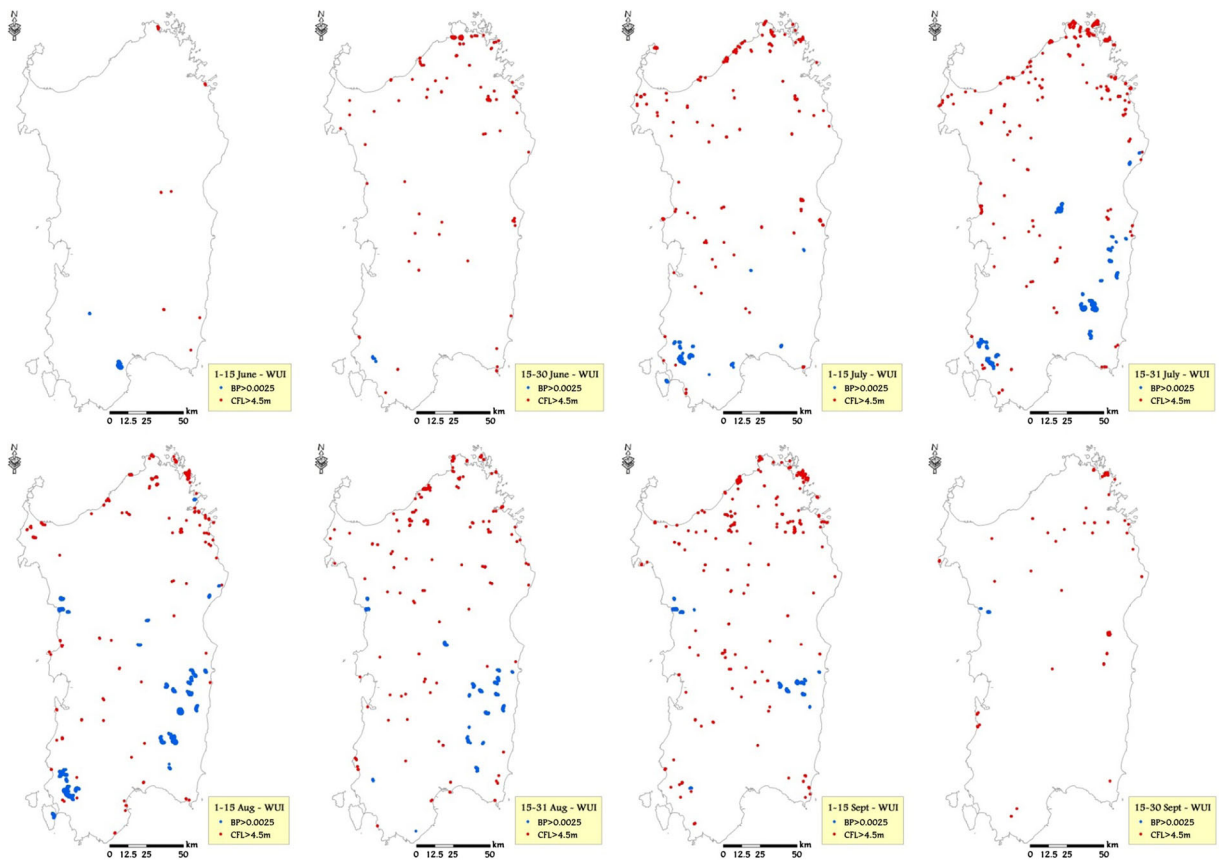 N
1-15 June - WUI
BP>0.0025
CFL>4.5m
km
0 12.5 25 50
N
15-30 June - WUI
BP>0.0025
CFL>4.5m
km
0 12.5 25 50
N
1-15 July - WUI
BP>0.0025
CFL>4.5m
km
0 12.5 25 50
N
15-31 July - WUI
BP>0.0025
CFL>4.5m
km
0 12.5 25 50
N
1-15 Aug - WUI
BP>0.0025
CFL>4.5m
km
0 12.5 25 50
N
15-31 Aug - WUI
BP>0.0025
CFL>4.5m
km
0 12.5 25 50
N
1-15 Sept - WUI
BP>0.0025
CFL>4.5m
km
0 12.5 25 50
N
15-30 Sept - WUI
BP>0.0025
CFL>4.5m
km
0 12.5 25 50